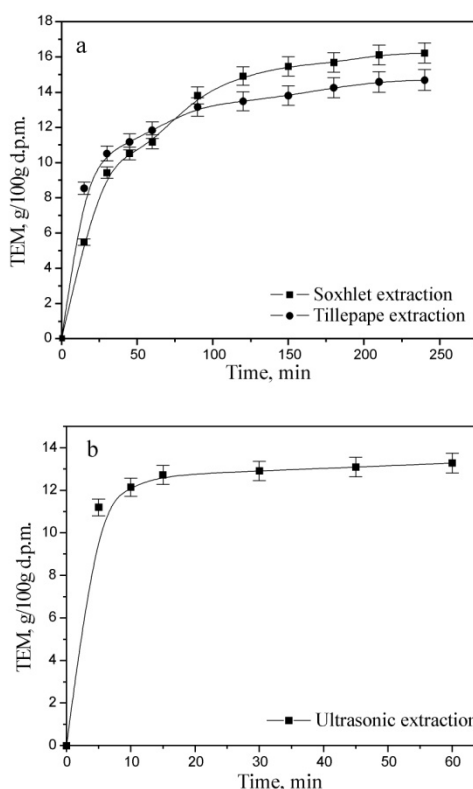 a
18
16
14
12
10
8
6
4
2
0
TEM, g/100g d.p.m.
Soxhlet extraction
Tillepape extraction
0 50 100 150 200 250
Time, min
b
14
12
10
8
6
4
2
0
TEM, g/100g d.p.m.
Ultrasonic extraction
0 10 20 30 40 50 60
Time, min